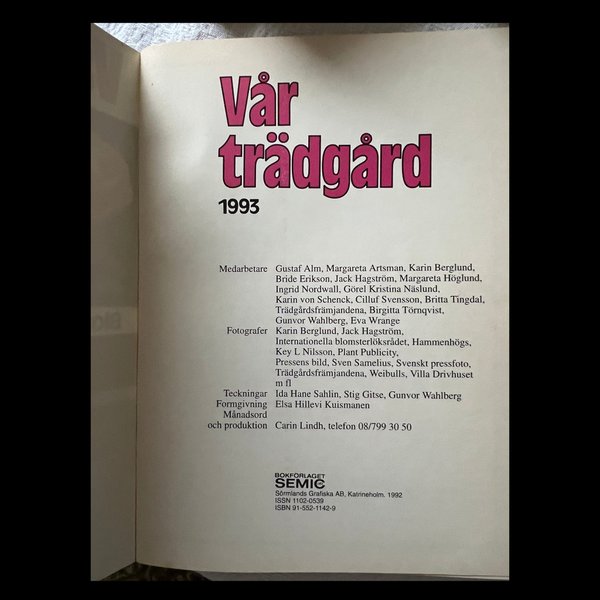 Vår
trädgård
1993
Medarbetare Gustaf Alm, Margareta Artsman, Karin Berglund,
Bride Erikson, Jack Hagström, Margareta Höglund,
Ingrid Nordwall, Görel Kristina Näslund,
Karin von Schenck, Cilluf Svensson, Britta Tingdal,
Trädgårdsfrämjandena, Birgitta Törnqvist,
Gunvor Wahlberg, Eva Wrange
Fotografer Karin Berglund, Jack Hagström,
Internationella blomsterlöksrådet, Hammenhögs,
Key L Nilsson, Plant Publicity,
Pressens bild, Sven Samelius, Svenskt pressfoto,
Trädgårdsfrämjandena, Weibulls, Villa Drivhuset
m fl
Teckningar Ida Hane Sahlin, Stig Gitse, Gunvor Wahlberg
Formgivning Elsa Hillevi Kuismanen
Månadsord
och produktion Carin Lindh, telefon 08/799 30 50
BOKFÖRLAGET
SEMIC
Sörmlands Grafiska AB, Katrineholm. 1992
ISSN 1102-0539
ISBN 91-552-1142-9